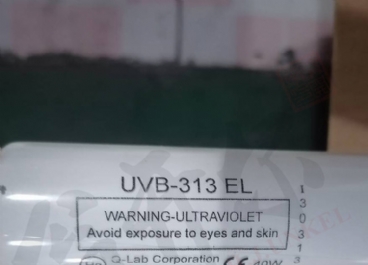 UVB-313 EL
WARNING-ULTRAVIOLET
Avoid exposure to eyes and skin
Q-Lab Corporation CE 40W
1
3
0
3
1
3